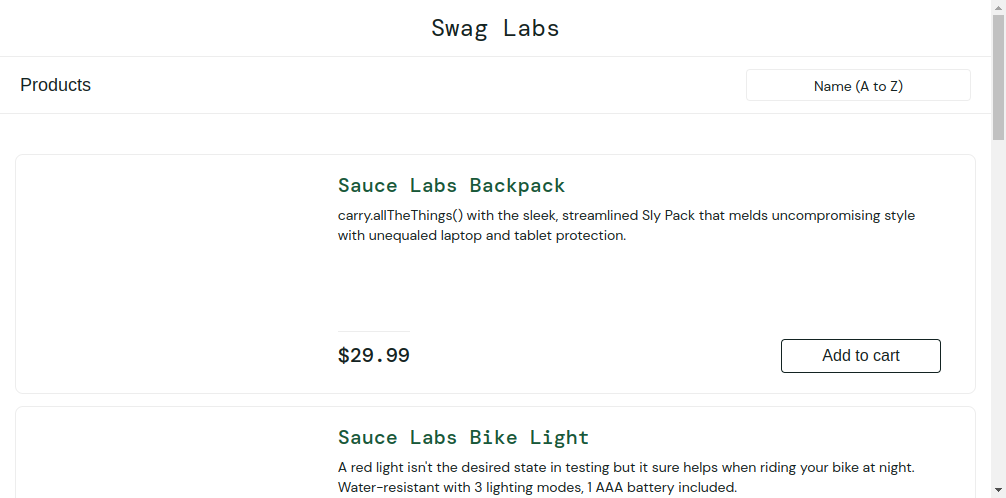 Swag Labs
Products
Name (A to Z)
Sauce Labs Backpack
carry.allTheThings() with the sleek, streamlined Sly Pack that melds uncompromising style
with unequaled laptop and tablet protection.
$29.99
Add to cart
Sauce Labs Bike Light
A red light isn't the desired state in testing but it sure helps when riding your bike at night.
Water-resistant with 3 lighting modes, 1 AAA battery included.